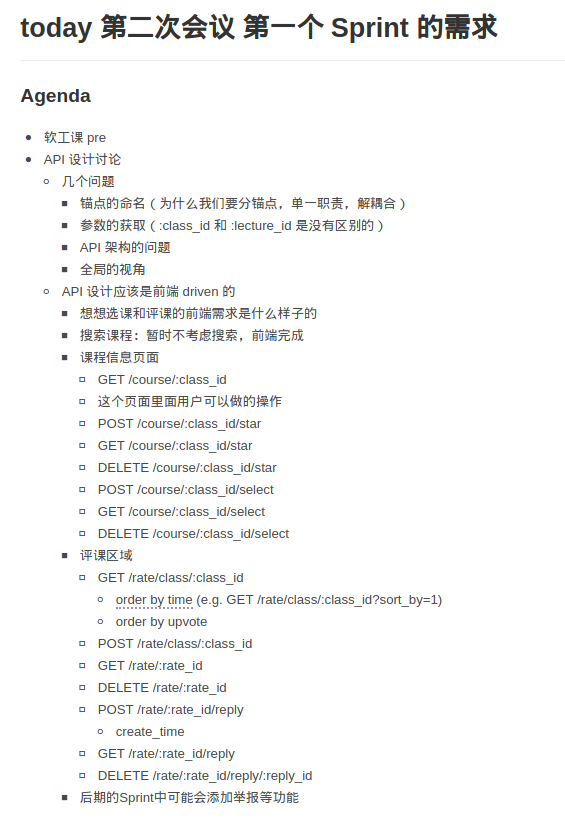 today 第二次会议 第一个 Sprint 的需求
Agenda
软工课 pre
API 设计讨论
几个问题
锚点的命名（为什么我们要分锚点，单一职责，解耦合）
参数的获取（:class_id 和 :lecture_id 是没有区别的）
API 架构的问题
全局的视角
API 设计应该是前端 driven 的
想想选课和评课的前端需求是什么样子的
搜索课程：暂时不考虑搜索，前端完成
课程信息页面
GET /course/:class_id
这个页面里面用户可以做的操作
POST /course/:class_id/star
GET /course/:class_id/star
DELETE /course/:class_id/star
POST /course/:class_id/select
GET /course/:class_id/select
DELETE /course/:class_id/select
评课区域
GET /rate/class/:class_id
order by time (e.g. GET /rate/class/:class_id?sort_by=1)
order by upvote
POST /rate/class/:class_id
GET /rate/:rate_id
DELETE /rate/:rate_id
POST /rate/:rate_id/reply
create_time
GET /rate/:rate_id/reply
DELETE /rate/:rate_id/reply/:reply_id
后期的Sprint中可能会添加举报等功能